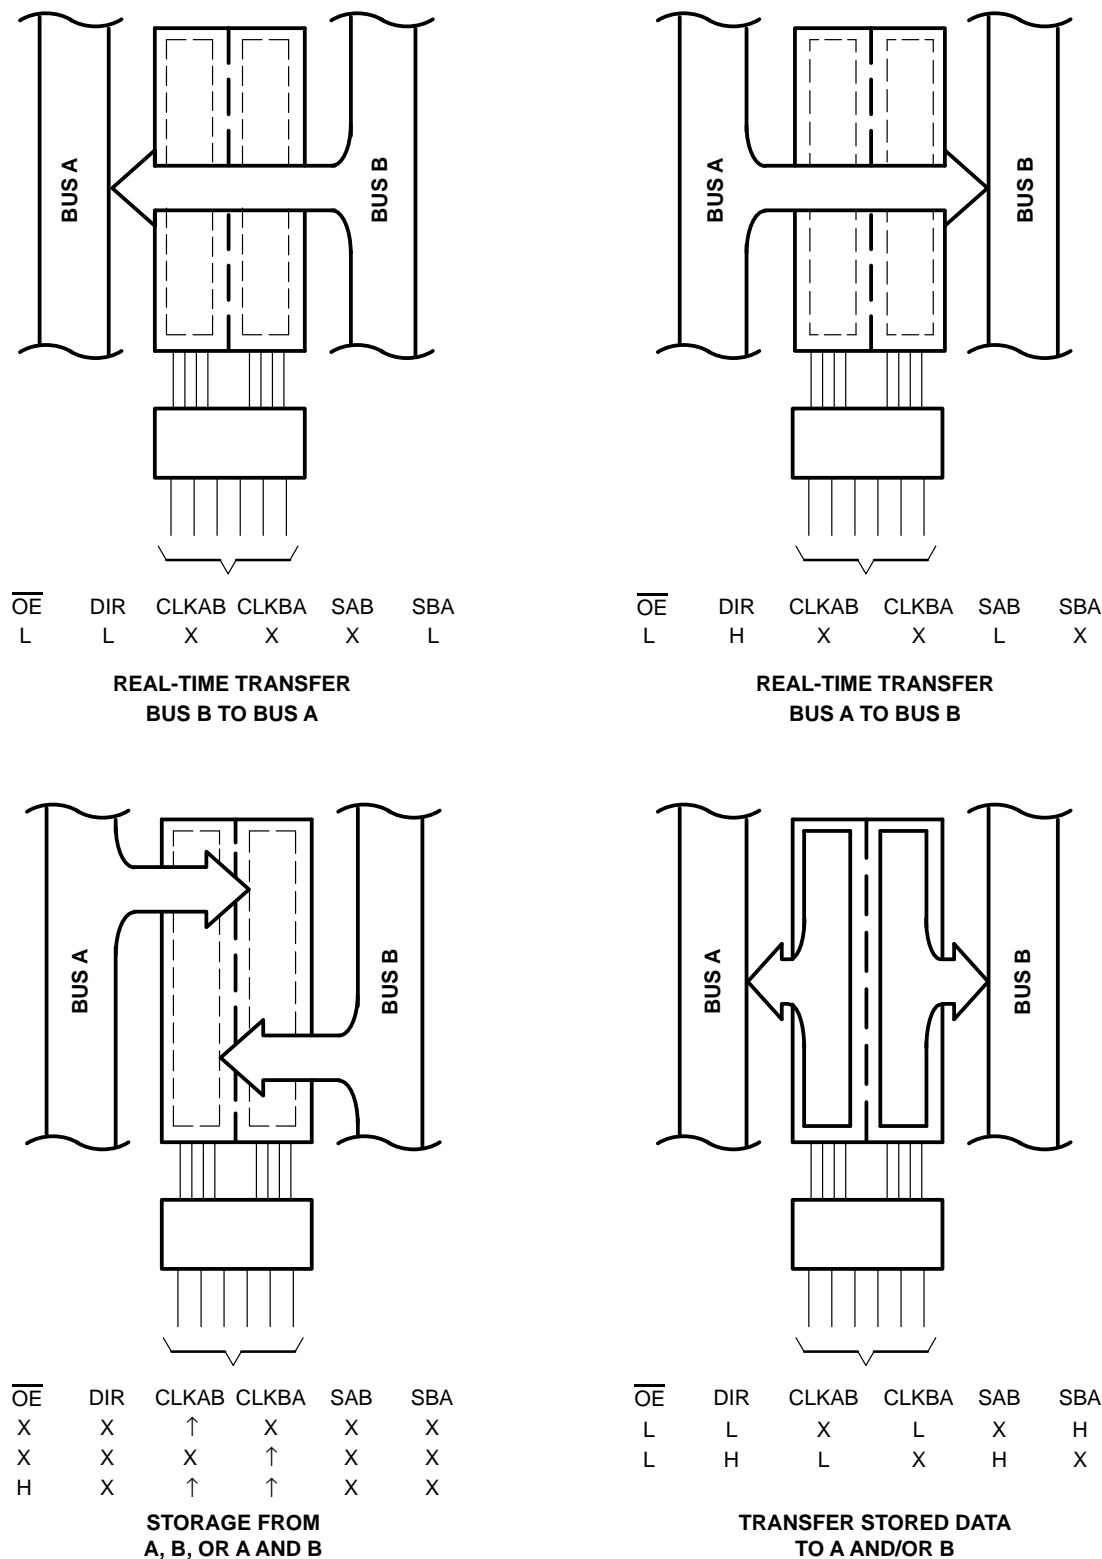 BUS A
BUS B
OE DIR CLKAB CLKBA SAB SBA
L L X X X L
REAL-TIME TRANSFER
BUS B TO BUS A
BUS A
BUS B
OE DIR CLKAB CLKBA SAB SBA
L H X X L X
REAL-TIME TRANSFER
BUS A TO BUS B
BUS A
BUS B
OE DIR CLKAB CLKBA SAB SBA
X X ↑ X X X
X X X ↑ X X
H X ↑ ↑ X X
STORAGE FROM
A, B, OR A AND B
BUS A
BUS B
OE DIR CLKAB CLKBA SAB SBA
L L X L X H
L H L X H X
TRANSFER STORED DATA
TO A AND/OR B